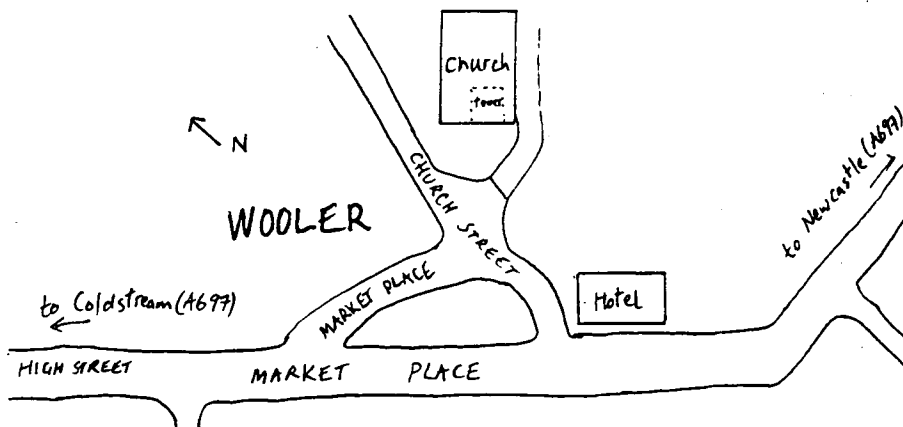 Church
tower
N
CHURCH STREET
WOOLER
to Newcastle (A697)
MARKET PLACE
to Coldstream (A697)
Hotel
HIGH STREET
MARKET PLACE